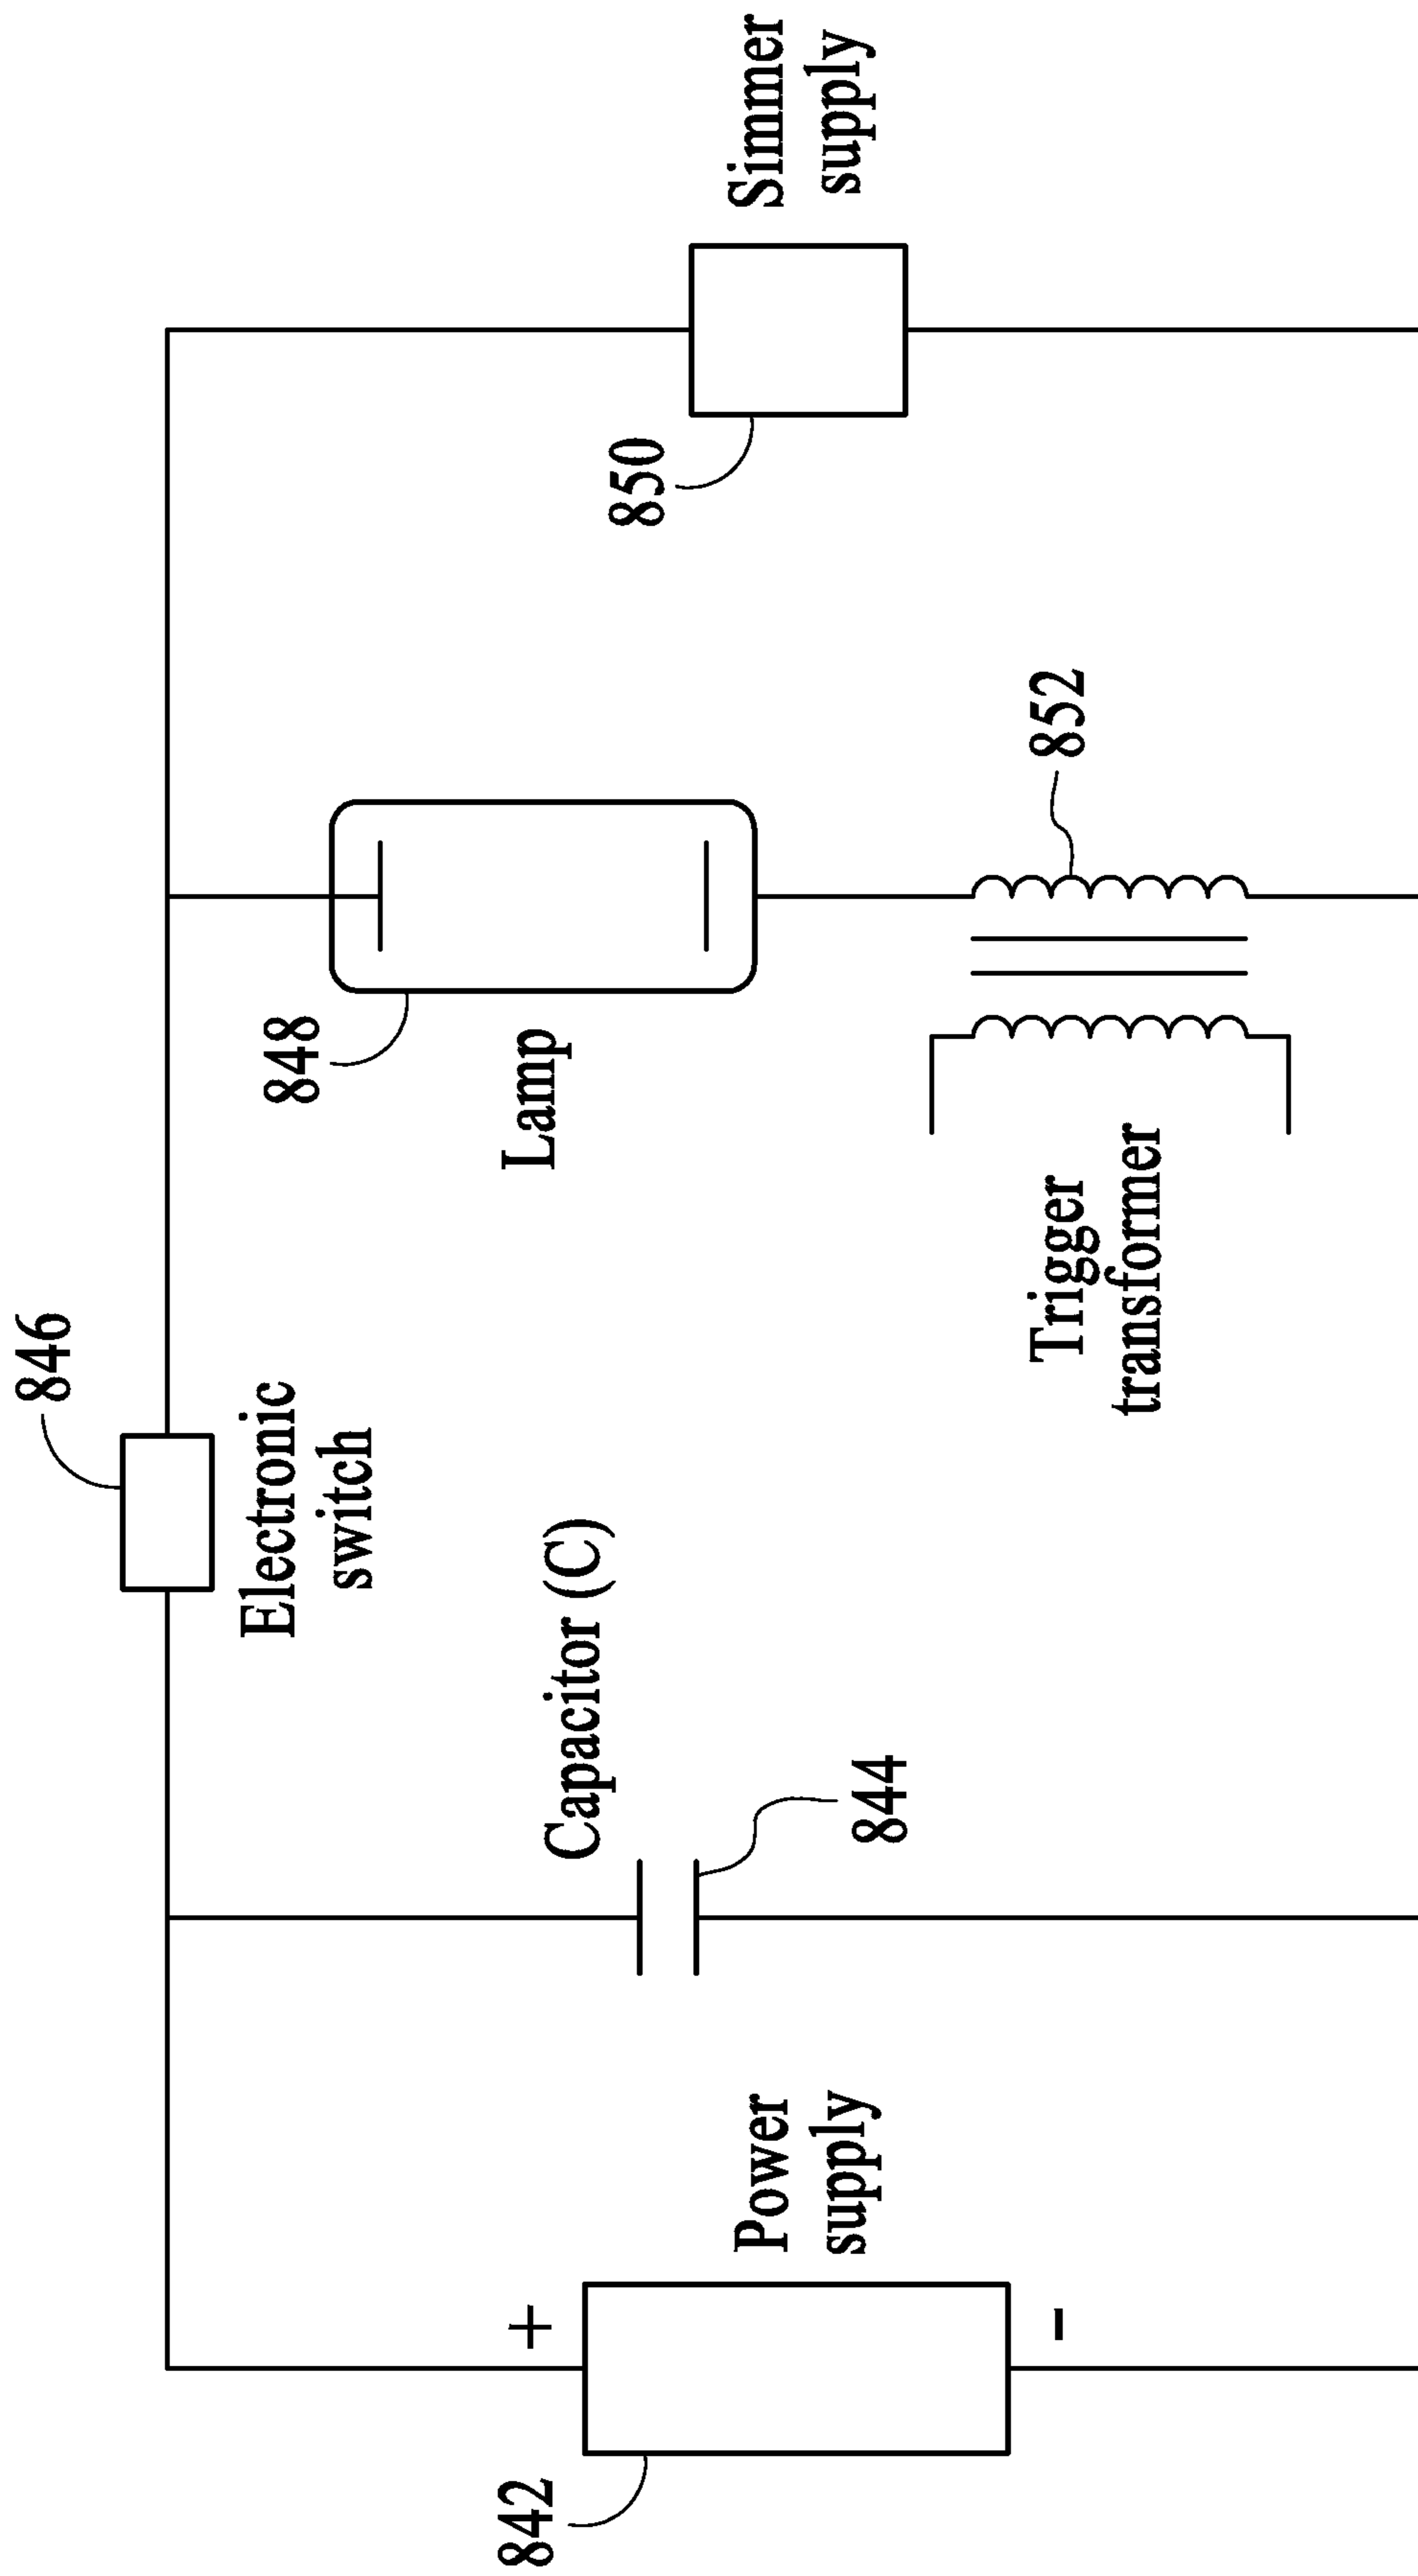 846
Electronic
switch
848
Lamp
Capacitor (C)
844
850
Simmer
supply
842
+
Power
supply
-
852
Trigger
transformer